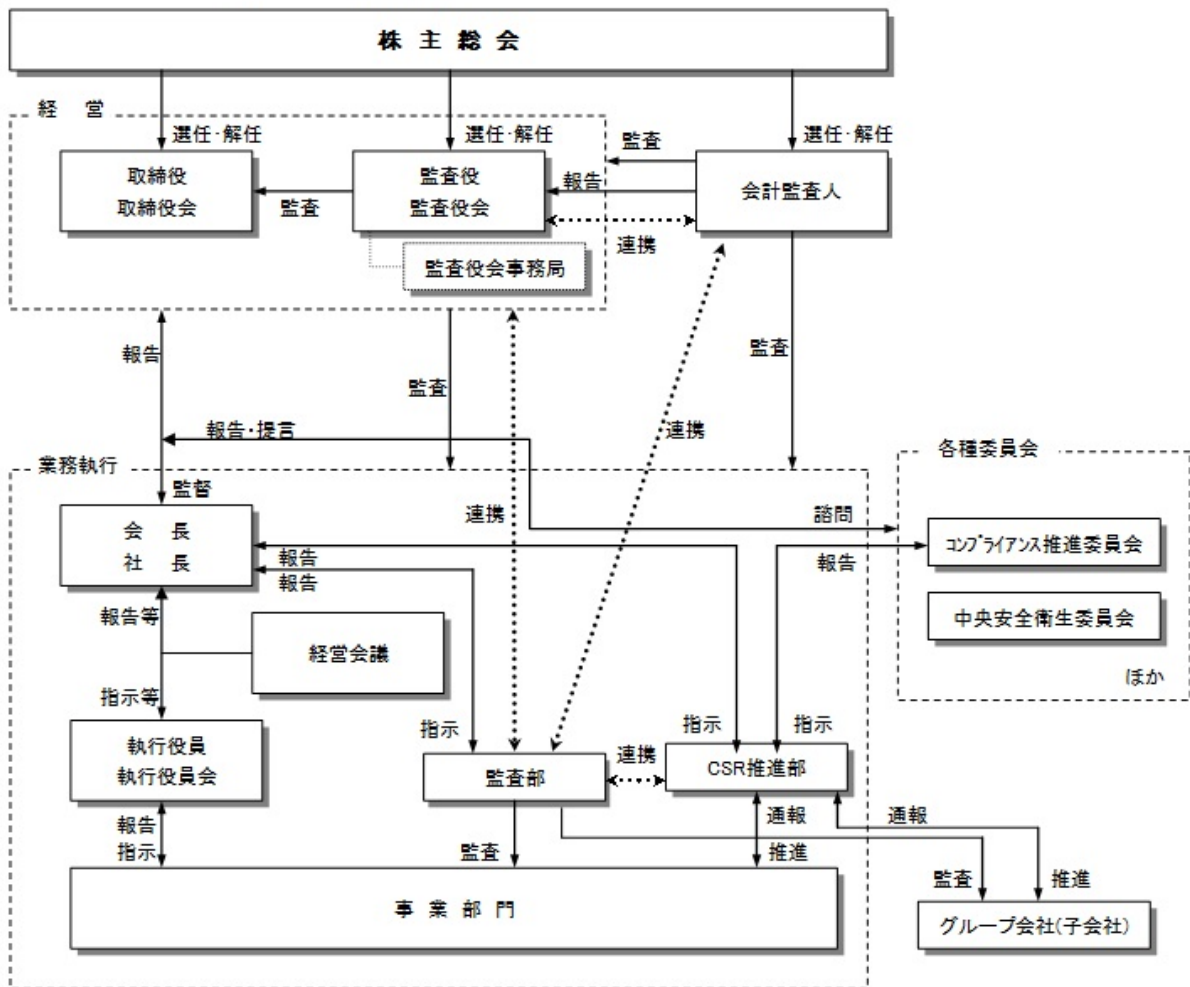 株主総会
経営
選任・解任
選任・解任
選任・解任
監査
取締役
取締役会
監査
監査役
監査役会
報告
会計監査人
連携
監査役会事務局
報告
監査
監査
報告・提言
連携
業務執行
各種委員会
監督
会長
社長
連携
諮問
報告
報告
報告
コンプライアンス推進委員会
中央安全衛生委員会
ほか
報告等
経営会議
指示等
指示
指示
指示
執行役員
執行役員会
監査部
連携
CSR推進部
報告
指示
監査
通報
推進
通報
監査
推進
事業部門
グループ会社(子会社)